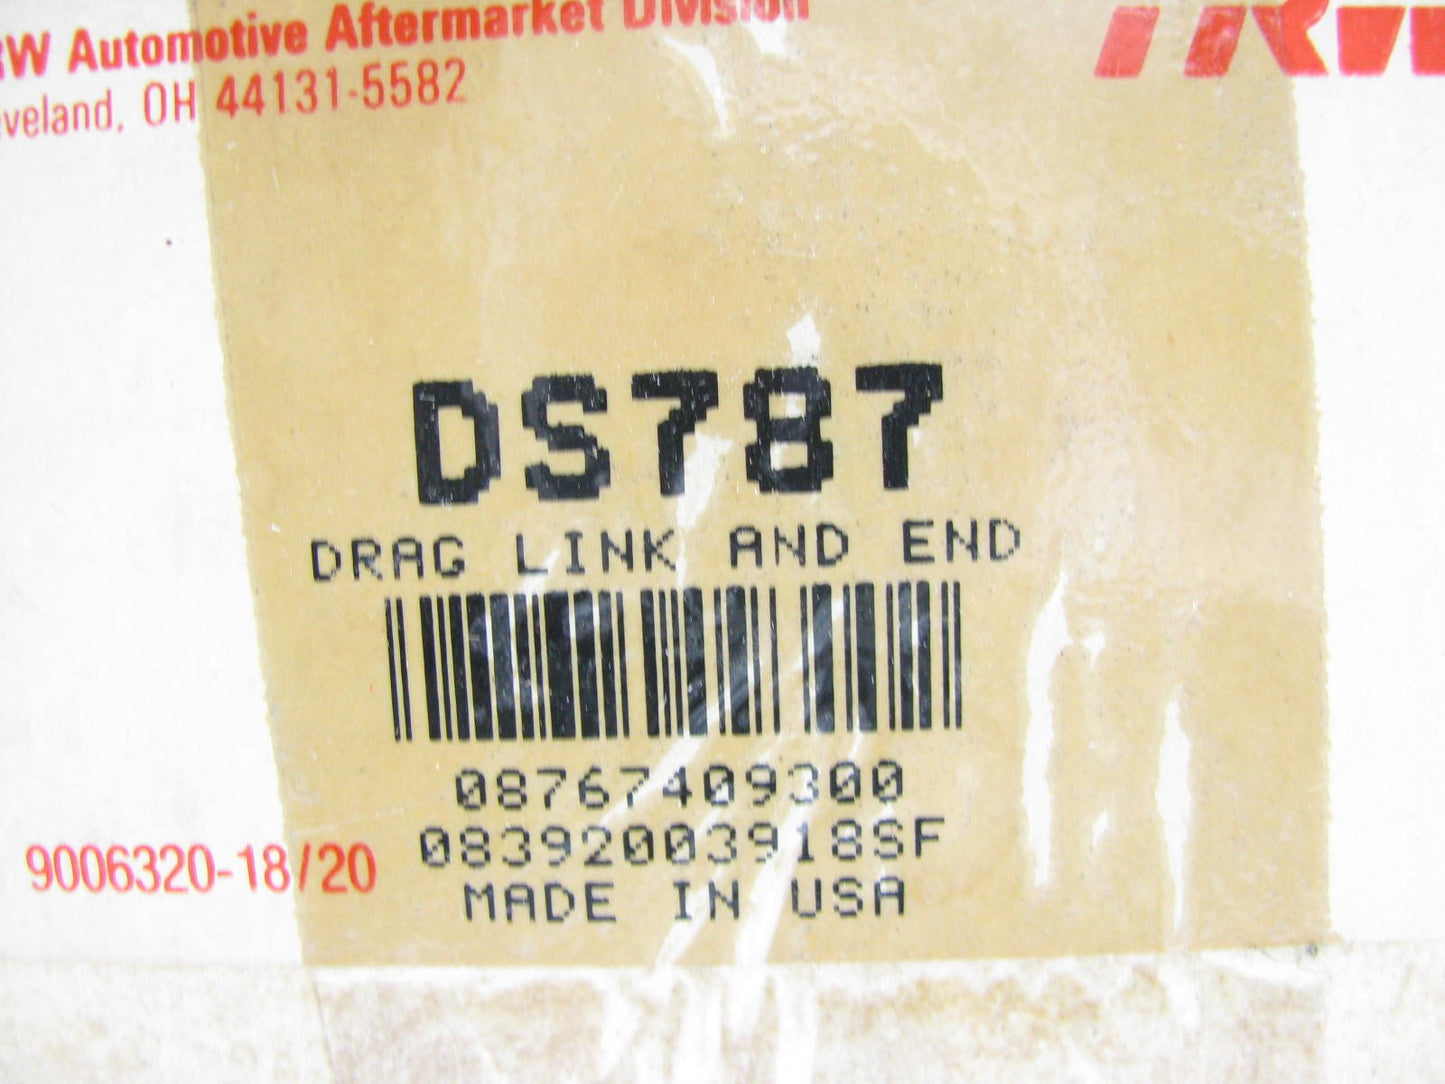 RW Automotive Aftermarket Division
eveland, OH 44131-5582
TRW
DS787
DRAG LINK AND END
08767409300
08392003918SF
MADE IN USA
9006320-18/20